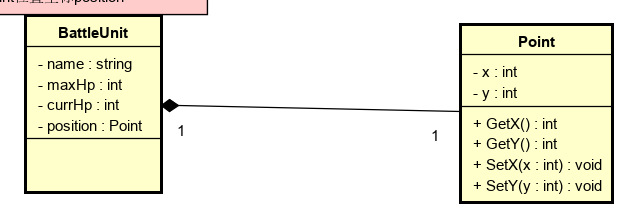 position
BattleUnit
- name : string
- maxHp : int
- currHp : int
- position : Point
1
1
Point
- x : int
- y : int
+ GetX() : int
+ GetY() : int
+ SetX(x : int) : void
+ SetY(y : int) : void